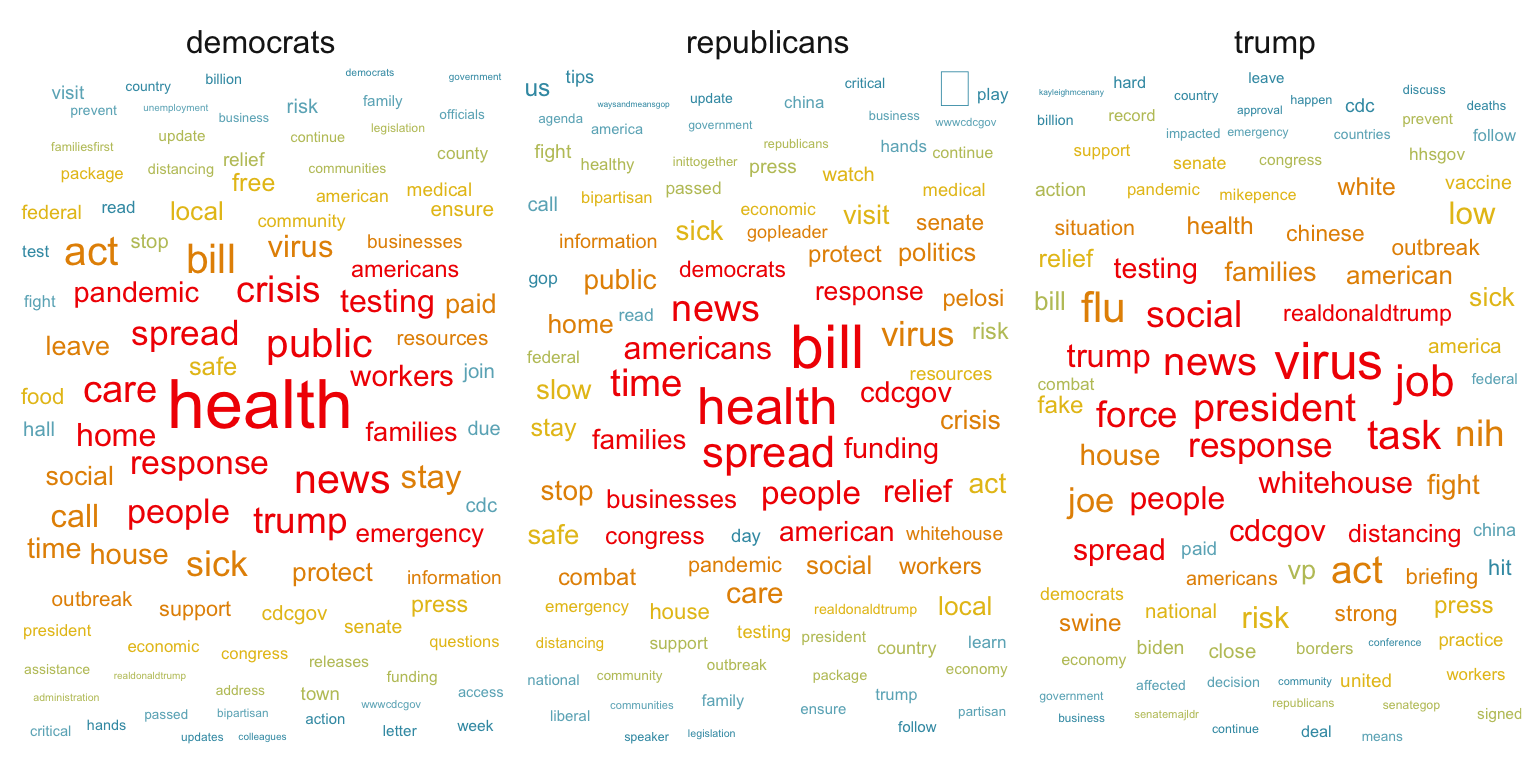 democrats
democrats
government
billion
country
visit
family
risk
unemployment
prevent
officials
business
legislation
update
continue
familiesfirst
county
relief
communities
distancing
package
free
medical
american
read
ensure
federal
local
community
businesses
stop
virus
test
act
bill
americans
crisis
pandemic
fight
testing
paid
spread
resources
public
leave
safe
join
workers
care
food
health
due
families
hall
home
response
social
stay
news
cdc
people
call
trump
emergency
time
house
sick
protect
information
outbreak
press
support
cdcgov
senate
president
questions
economic
congress
releases
assistance
realdonaldtrump
funding
address
access
town
administration
wwwcdcgov
bipartisan
passed
action
hands
week
critical
letter
updates
colleagues
republicans
tips
critical
us
play
update
china
waysandmeansgop
business
agenda
wwwcdcgov
government
america
republicans
hands
fight
continue
inittogether
healthy
press
watch
passed
medical
bipartisan
call
economic
visit
senate
sick
gopleader
information
politics
protect
democrats
gop
public
response
pelosi
news
read
home
virus
risk
bill
americans
federal
resources
time
slow
cdcgov
health
crisis
stay
families
funding
spread
act
stop
relief
people
businesses
american
safe
congress
day
whitehouse
pandemic
social
workers
combat
care
emergency
local
house
realdonaldtrump
testing
president
distancing
support
learn
country
outbreak
economy
package
community
national
trump
family
communities
ensure
partisan
liberal
follow
speaker
legislation
trump
leave
hard
discuss
kayleighmcenany
country
happen
cdc
deaths
approval
record
billion
prevent
impacted
emergency
countries
follow
support
hhsgov
congress
senate
vaccine
white
action
pandemic
mikepence
low
health
situation
chinese
outbreak
relief
testing
families
american
sick
bill
flu
social
realdonaldtrump
america
trump
news
virus
federal
job
combat
fake
president
force
nih
task
response
house
whitehouse
fight
people
joe
china
cdcgov
distancing
spread
paid
hit
vp
act
americans
briefing
democrats
press
national
strong
risk
swine
practice
conference
biden
borders
close
economy
workers
community
united
decision
affected
government
republicans
senategop
signed
senatemajldr
business
continue
deal
means